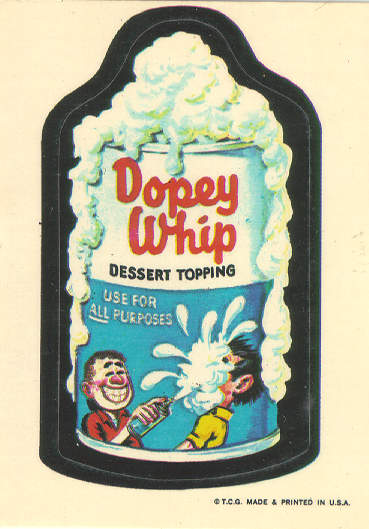 Dopey
Whip
DESSERT TOPPING
USE FOR
ALL PURPOSES
© T.C.G. MADE & PRINTED IN U.S.A.